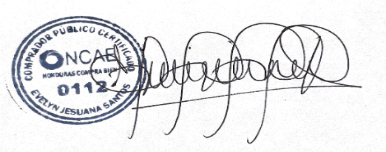 COMPRADOR PUBLICO CERTIFICADO
ONCAE
HONDURAS COMPRA BIEN
0112
EVELYN JESUANA SANTOS